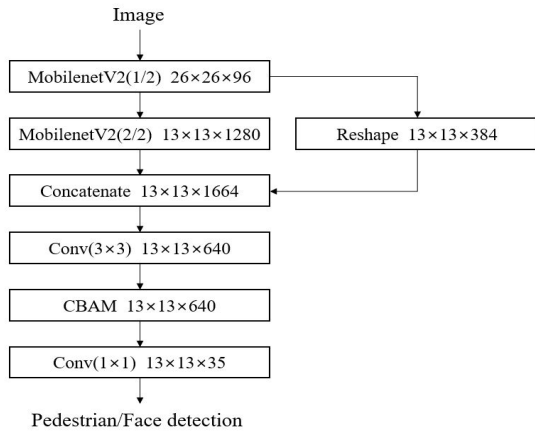 Image
MobilenetV2(1/2) 26×26×96
MobilenetV2(2/2) 13×13×1280
Reshape 13×13×384
Concatenate 13×13×1664
Conv(3×3) 13×13×640
CBAM 13×13×640
Conv(1×1) 13×13×35
Pedestrian/Face detection